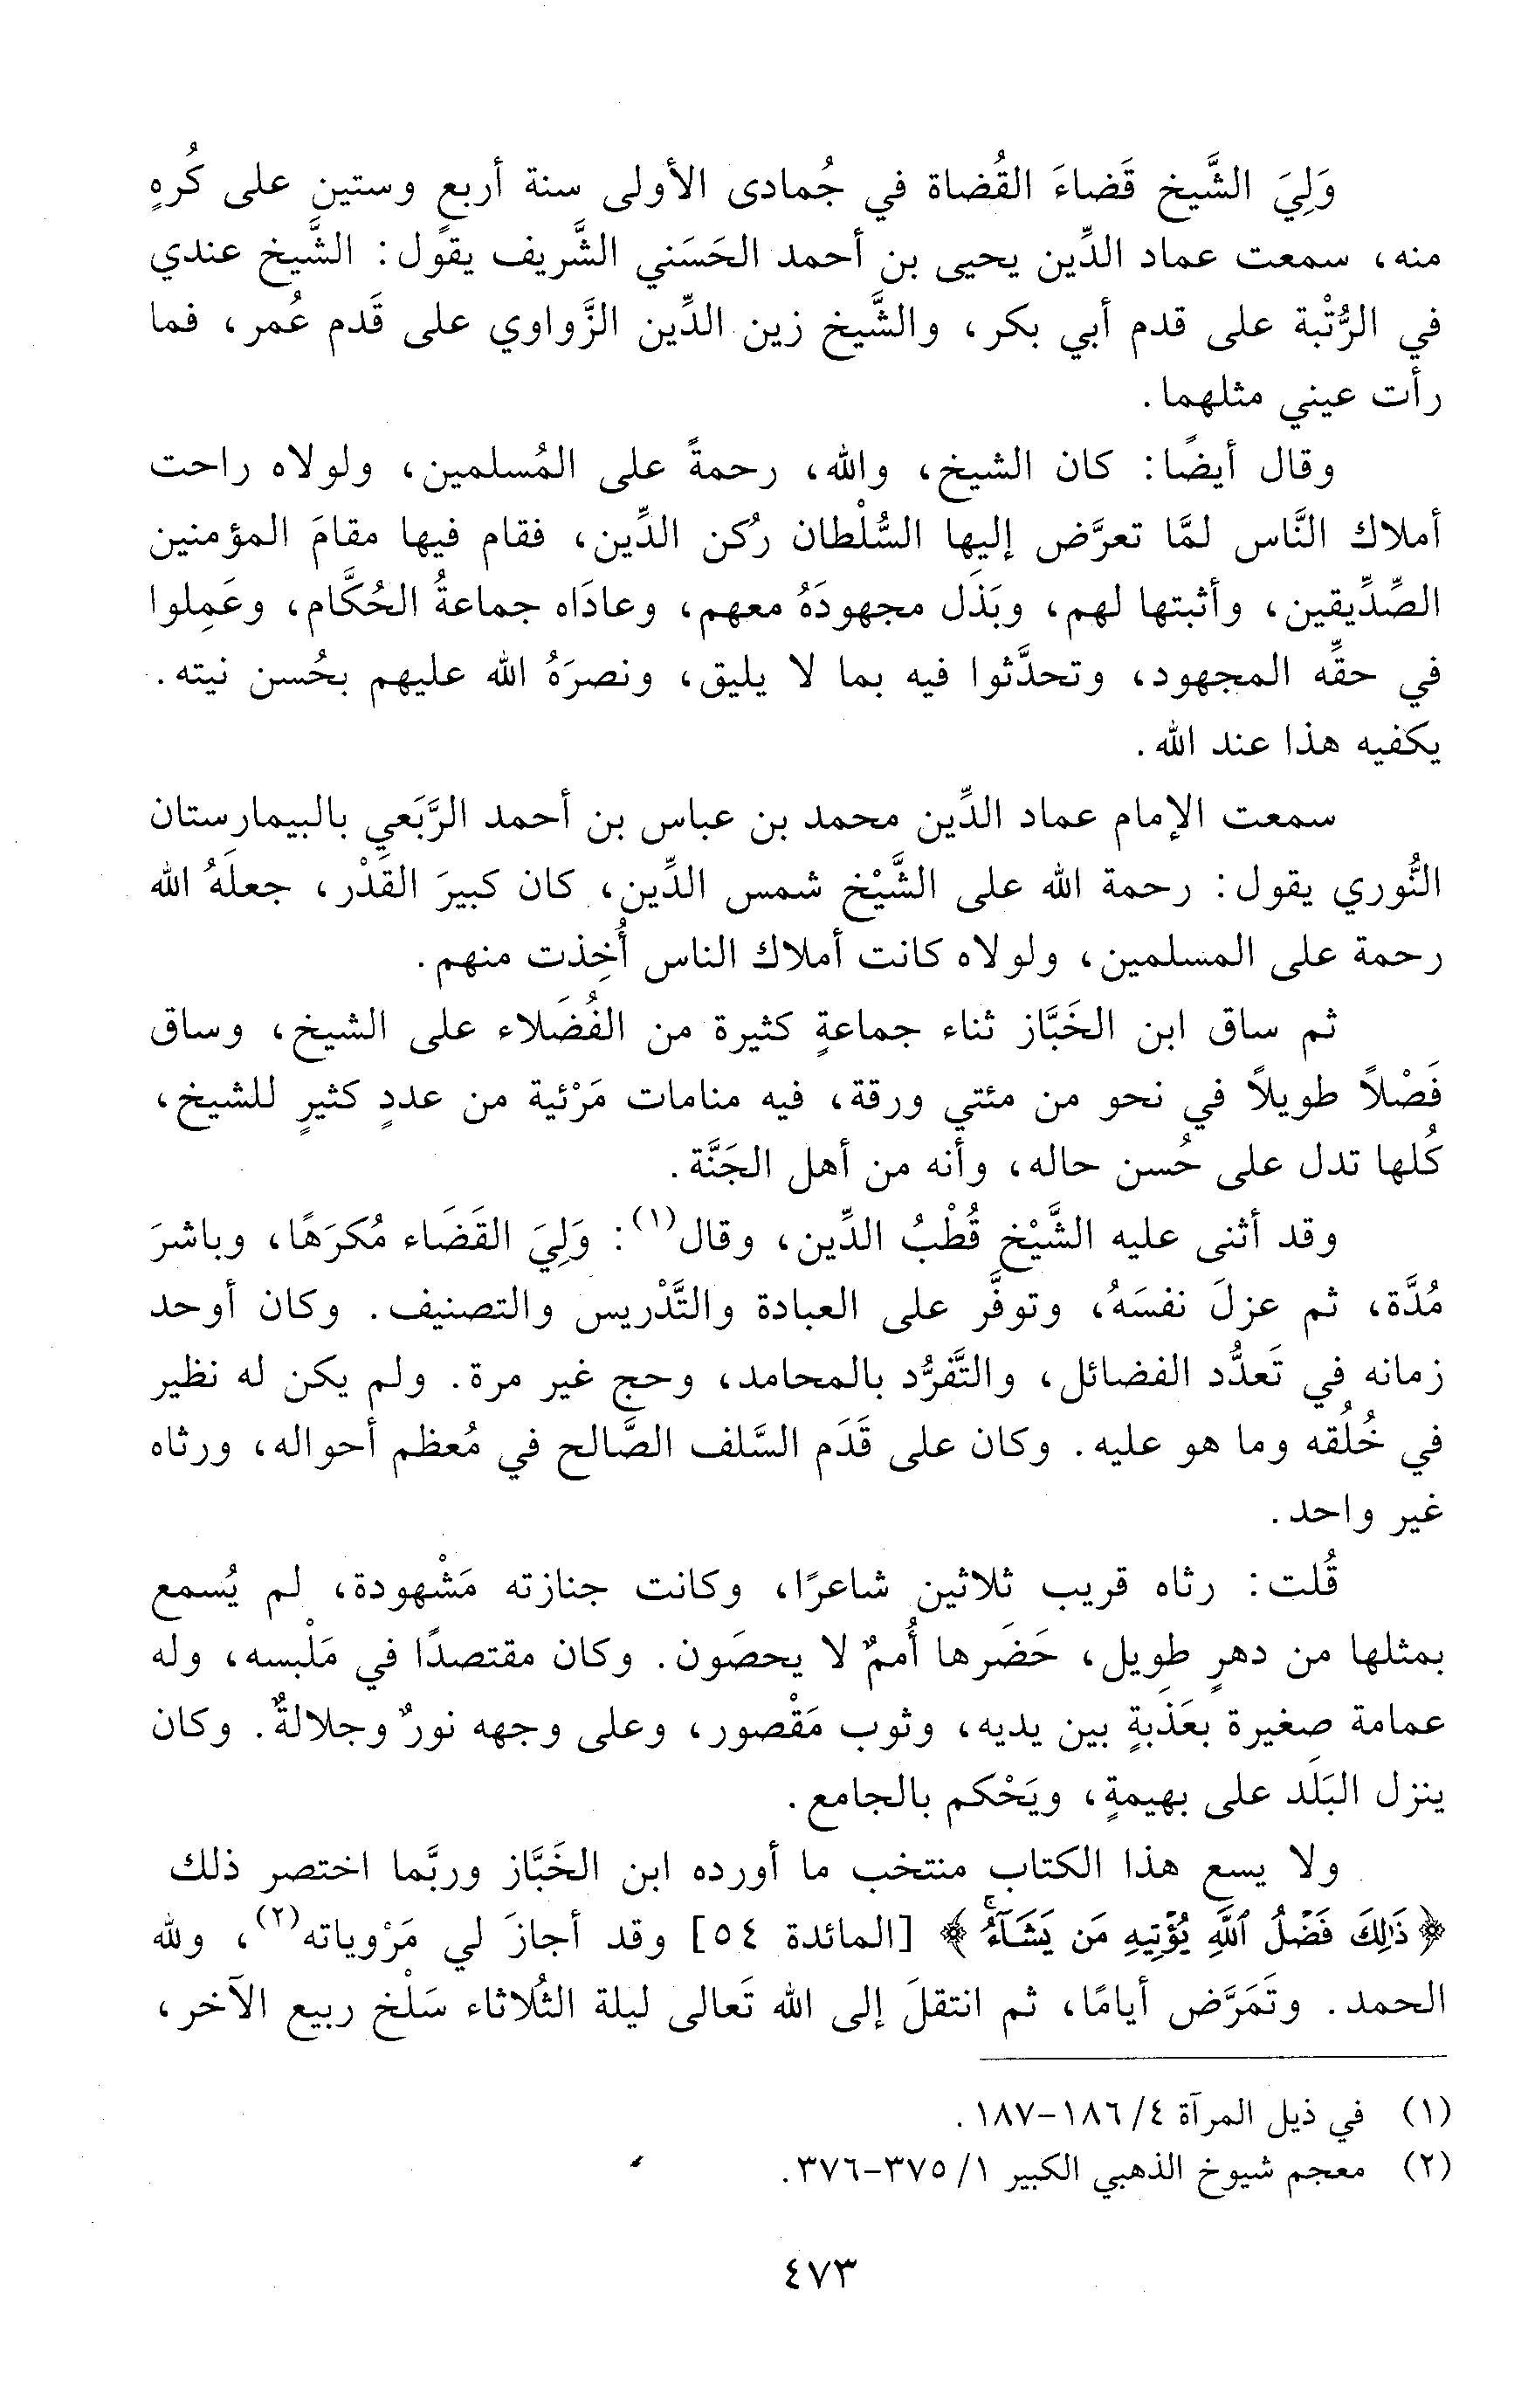 وَلِيَ الشَّيخ قَضاءَ القُضاة في جُمادى الأولى سنة أربعٍ وستين على كُرهٍ
منه، سمعت عماد الدِّين يحيى بن أحمد الحَسَني الشَّريف يقول: الشَّيخ عندي
في الرُّتْبة على قدم أبي بكر، والشَّيخ زين الدِّين الزَّواوي على قَدم عُمر، فما
رأت عيني مثلهما.
وقال أيضًا: كان الشيخ، والله، رحمةً على المُسلمين، ولولاه راحت
أملاك النَّاس لمَّا تعرَّض إليها السُّلْطان رُكن الدِّين، فقام فيها مقامَ المؤمنين
الصِّدِّيقين، وأثبتها لهم، وبَذَل مجهودَهُ معهم، وعادَاه جماعةُ الحُكَّام، وعَمِلوا
في حقِّه المجهود، وتحدَّثوا فيه بما لا يليق، ونصرَهُ الله عليهم بحُسن نيته.
يكفيه هذا عند الله.
سمعت الإمام عماد الدِّين محمد بن عباس بن أحمد الرَّبَعي بالبيمارستان
النُّوري يقول: رحمة الله على الشَّيْخ شمس الدِّين، كان كبيرَ القَدْر، جعلَهُ الله
رحمة على المسلمين، ولولاه كانت أملاك الناس أُخِذت منهم.
ثم ساق ابن الخَبَّاز ثناء جماعةٍ كثيرة من الفُضَلاء على الشيخ، وساق
فَصْلاً طويلاً في نحو من مئتي ورقة، فيه منامات مَرْئية من عددٍ كثيرٍ للشيخ،
كُلها تدل على حُسن حاله، وأنه من أهل الجَنَّة.
وقد أثنى عليه الشَّيْخ قُطْبُ الدِّين، وقال(١): وَلِيَ القَضَاء مُكرَهًا، وباشرَ
مُدَّة، ثم عزلَ نفسَهُ، وتوفَّر على العبادة والتَّدْريس والتصنيف. وكان أوحد
زمانه في تَعدُّد الفضائل، والتَّفرُّد بالمحامد، وحج غير مرة. ولم يكن له نظير
في خُلُقه وما هو عليه. وكان على قَدَم السَّلف الصَّالح في مُعظم أحواله، ورثاه
غير واحد.
قُلت: رثاه قريب ثلاثين شاعرًا، وكانت جنازته مَشْهودة، لم يُسمع
بمثلها من دهرٍ طويل، حَضَرها أُممٌ لا يحصَون. وكان مقتصدًا في مَلْبسه، وله
عمامة صغيرة بعَذَبةٍ بين يديه، وثوب مَقْصور، وعلى وجهه نورٌ وجلالةٌ. وكان
ينزل البَلَد على بهيمةٍ، ويَحْكم بالجامع.
ولا يسع هذا الكتاب منتخب ما أورده ابن الخَبَّاز وربَّما اختصر ذلك
﴿ذَٰلِكَ فَضْلُ ٱللَّهِ يُؤْتِيهِ مَن يَشَآءُۚ﴾ [المائدة ٥٤] وقد أجازَ لي مَرْوياته(٢)، ولله
الحمد. وتَمَرَّض أيامًا، ثم انتقلَ إلى الله تَعالى ليلة الثُلاثاء سَلْخ ربيع الآخر،
(١) في ذيل المرآة ٤/ ١٨٦-١٨٧.
(٢) معجم شيوخ الذهبي الكبير ١/ ٣٧٥-٣٧٦.
٤٧٣